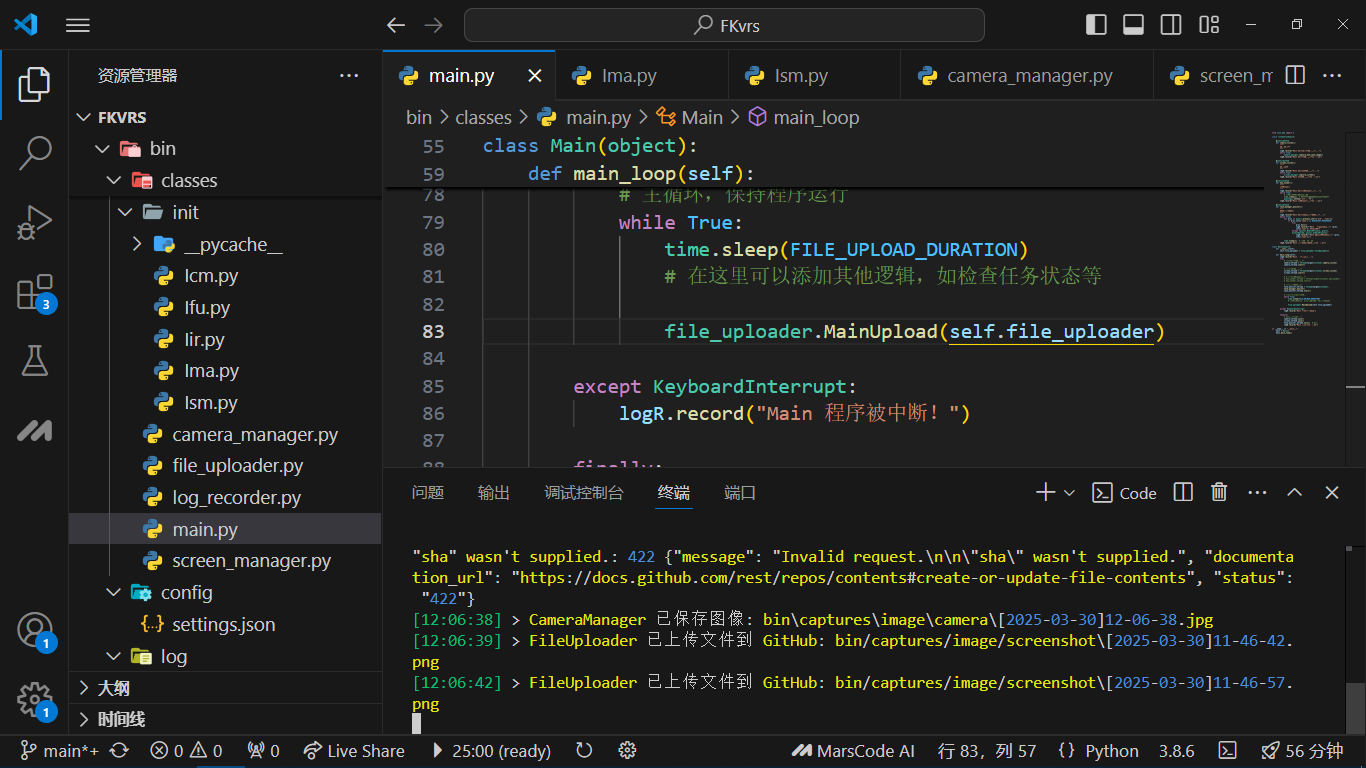 FKvrs
资源管理器
FKVRS
bin
classes
init
__pycache__
Icm.py
Ifu.py
Iir.py
Ima.py
Ism.py
camera_manager.py
file_uploader.py
log_recorder.py
main.py
screen_manager.py
config
settings.json
log
大纲
时间线
3
1
1
main.py Ima.py Ism.py camera_manager.py screen_m
bin > classes > main.py > Main > main_loop
55 class Main(object):
59 def main_loop(self):
78 # 主循环，保持程序运行
79 while True:
80 time.sleep(FILE_UPLOAD_DURATION)
81 # 在这里可以添加其他逻辑，如检查任务状态等
82
83 file_uploader.MainUpload(self.file_uploader)
84
85 except KeyboardInterrupt:
86 logR.record("Main 程序被中断！")
87
88 finally:
问题 输出 调试控制台 终端 端口 Code
"sha" wasn't supplied.: 422 {"message": "Invalid request.\n\n\"sha\" wasn't supplied.", "documenta
tion_url": "https://docs.github.com/rest/repos/contents#create-or-update-file-contents", "status":
"422"}
[12:06:38] > CameraManager 已保存图像: bin\captures\image\camera\[2025-03-30]12-06-38.jpg
[12:06:39] > FileUploader 已上传文件到 GitHub: bin/captures/image/screenshot\[2025-03-30]11-46-42.
png
[12:06:42] > FileUploader 已上传文件到 GitHub: bin/captures/image/screenshot\[2025-03-30]11-46-57.
png
main*+ 0 0 0 Live Share 25:00 (ready) MarsCode AI 行 83，列 57 {} Python 3.8.6 56 分钟